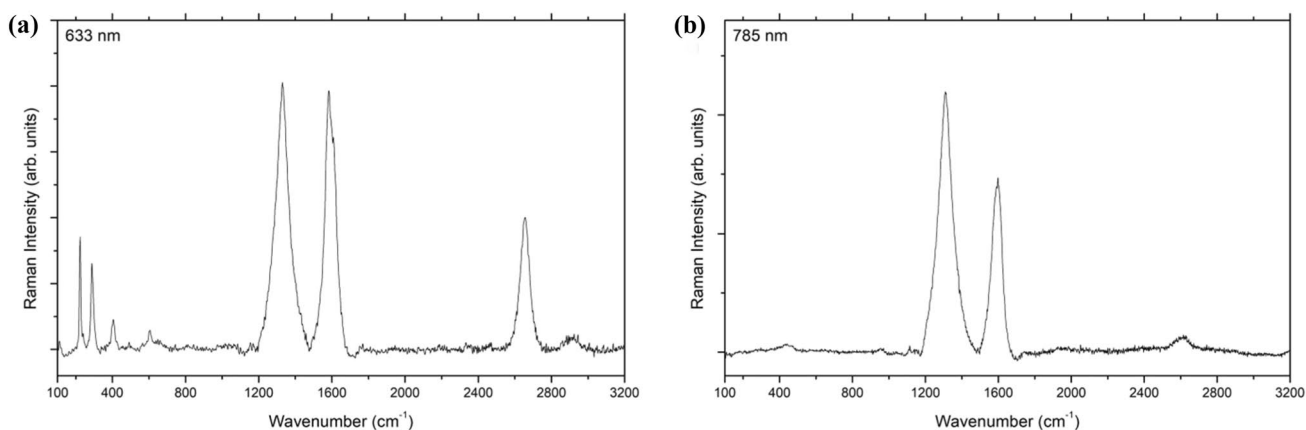 (a)
633 nm
Raman Intensity (arb. units)
100 400 800 1200 1600 2000 2400 2800 3200
Wavenumber (cm⁻¹)
(b)
785 nm
Raman Intensity (arb. units)
100 400 800 1200 1600 2000 2400 2800 3200
Wavenumber (cm⁻¹)